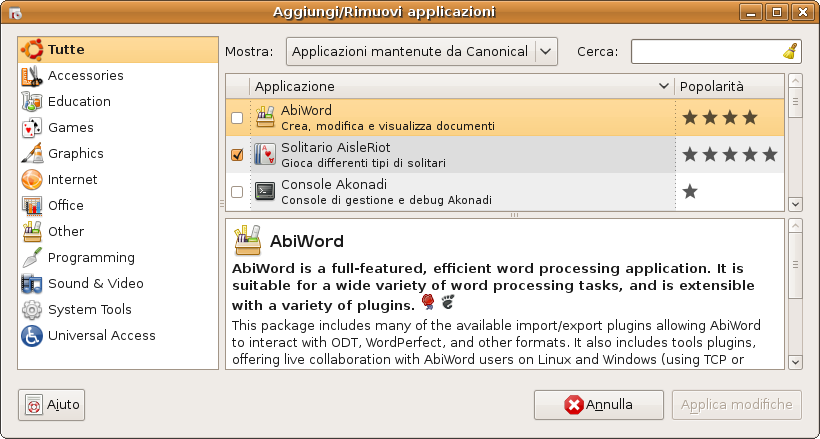 Aggiungi/Rimuovi applicazioni
Tutte
Accessories
Education
Games
Graphics
Internet
Office
Other
Programming
Sound & Video
System Tools
Universal Access
Mostra: Applicazioni mantenute da Canonical Cerca:
Applicazione Popolarità
AbiWord
Crea, modifica e visualizza documenti
Solitario AisleRiot
Gioca differenti tipi di solitari
Console Akonadi
Console di gestione e debug Akonadi
AbiWord
AbiWord is a full-featured, efficient word processing application. It is
suitable for a wide variety of word processing tasks, and is extensible
with a variety of plugins.
This package includes many of the available import/export plugins allowing AbiWord
to interact with ODT, WordPerfect, and other formats. It also includes tools plugins,
offering live collaboration with AbiWord users on Linux and Windows (using TCP or
Aiuto Annulla Applica modifiche